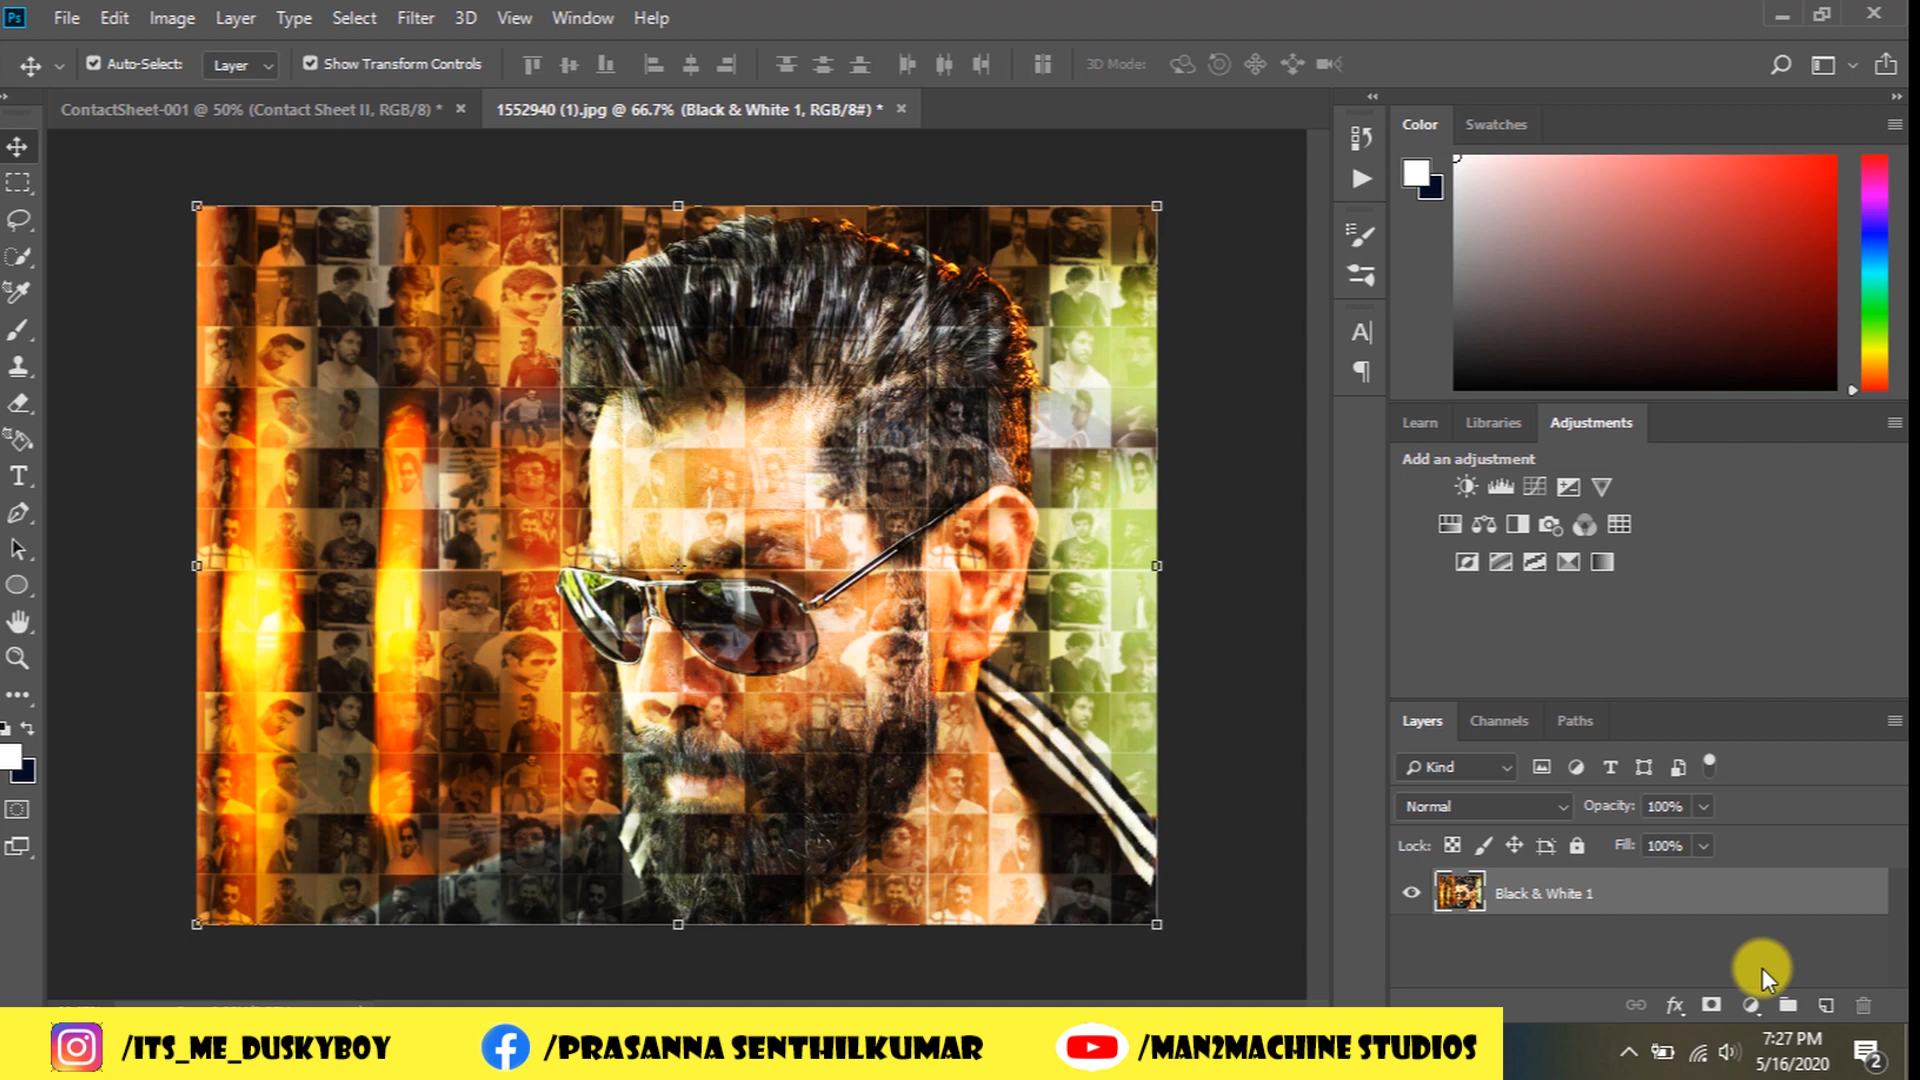 Ps File Edit Image Layer Type Select Filter 3D View Window Help
Auto-Select: Layer Show Transform Controls 3D Mode:
ContactSheet-001 @ 50% (Contact Sheet II, RGB/8) * × 1552940 (1).jpg @ 66.7% (Black & White 1, RGB/8#) * ×
Color Swatches
Learn Libraries Adjustments
Add an adjustment
Layers Channels Paths
Kind
Normal Opacity: 100%
Lock: Fill: 100%
Black & White 1
fx
/ITS_ME_DUSKYBOY /PRASANNA SENTHILKUMAR /MAN2MACHINE STUDIOS
7:27 PM
5/16/2020
2